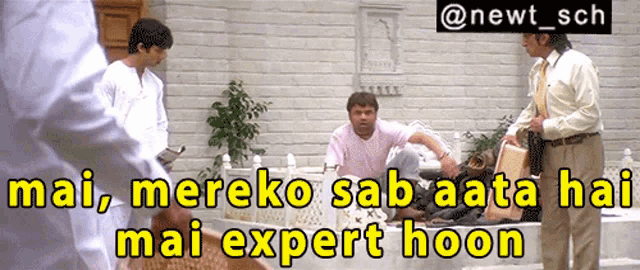 @newt_sch
mai, mereko sab aata hai
mai expert hoon